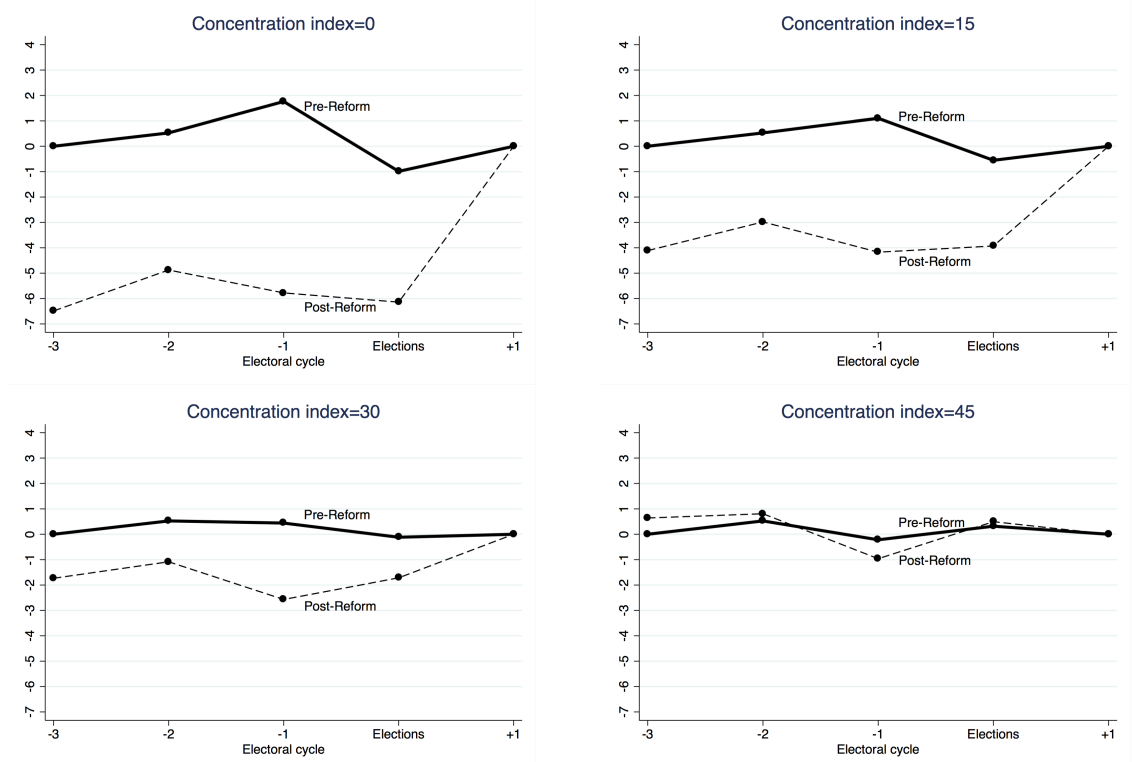 Concentration index=0
4
3
2
1
0
-1
-2
-3
-4
-5
-6
-7
Pre-Reform
Post-Reform
-3 -2 -1 Elections +1
Electoral cycle
Concentration index=15
4
3
2
1
0
-1
-2
-3
-4
-5
-6
-7
Pre-Reform
Post-Reform
-3 -2 -1 Elections +1
Electoral cycle
Concentration index=30
4
3
2
1
0
-1
-2
-3
-4
-5
-6
-7
Pre-Reform
Post-Reform
-3 -2 -1 Elections +1
Electoral cycle
Concentration index=45
4
3
2
1
0
-1
-2
-3
-4
-5
-6
-7
Pre-Reform
Post-Reform
-3 -2 -1 Elections +1
Electoral cycle